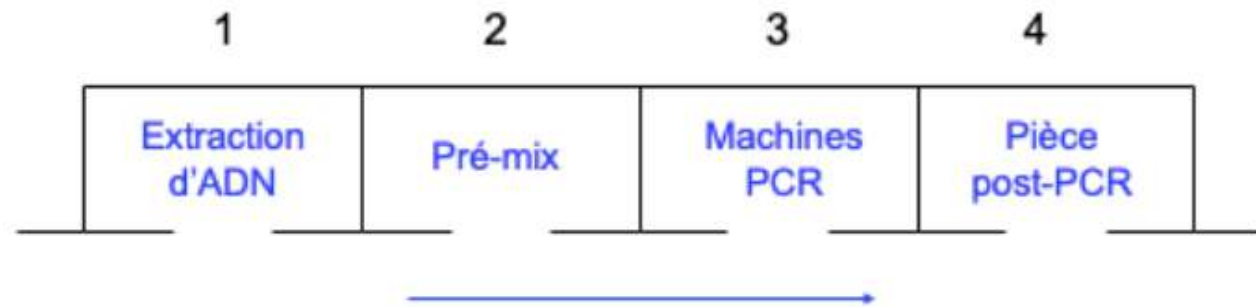 1 2 3 4
Extraction
d'ADN
Pré-mix
Machines
PCR
Pièce
post-PCR